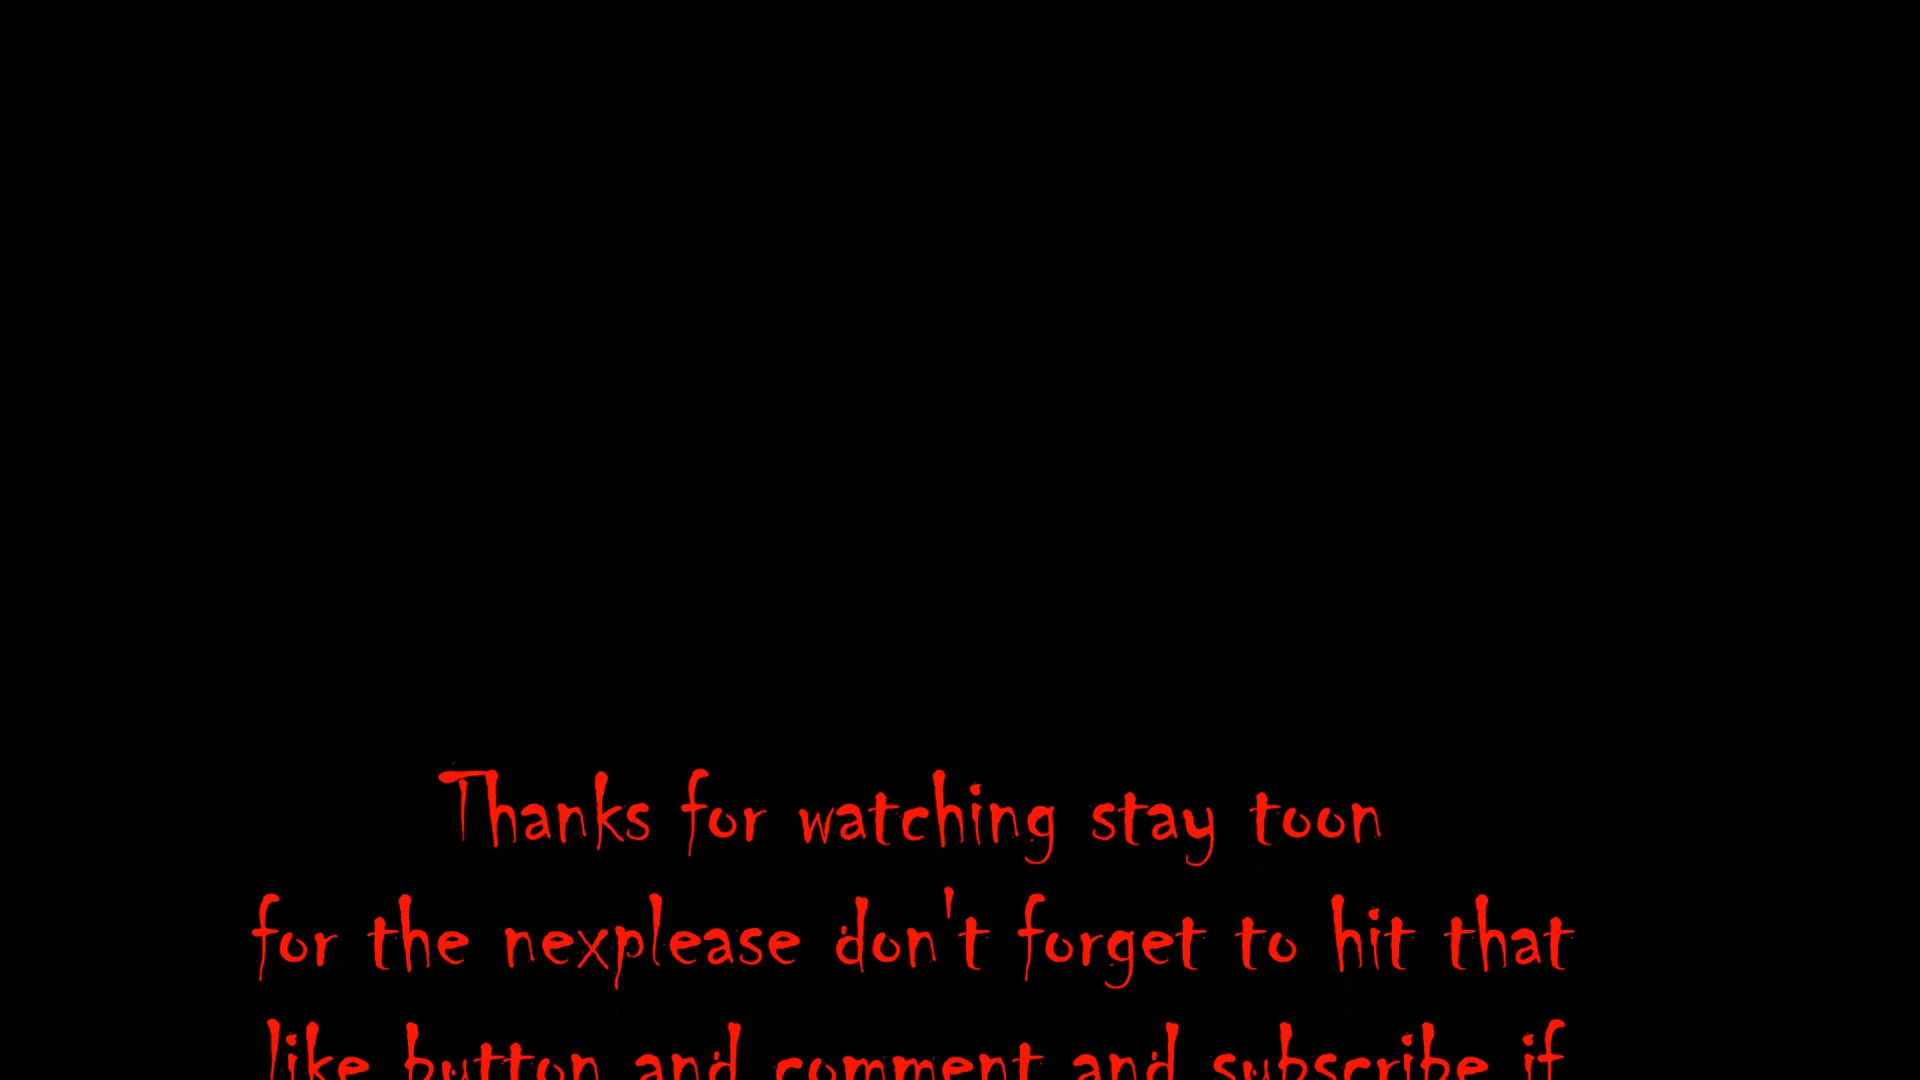 Thanks for watching stay toon
for the nexplease don't forget to hit that
like button and comment and subscribe if